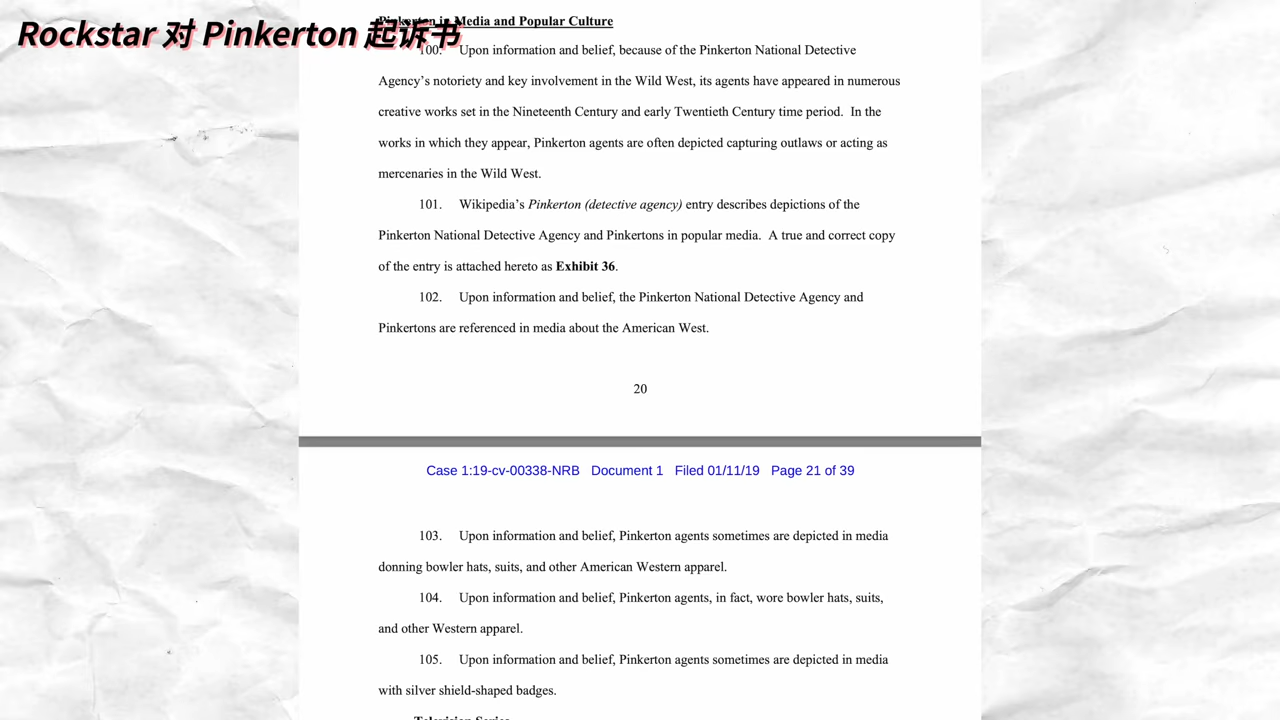 Rockstar 对 Pinkerton 起诉书
Pinkerton in Media and Popular Culture
100. Upon information and belief, because of the Pinkerton National Detective
Agency's notoriety and key involvement in the Wild West, its agents have appeared in numerous
creative works set in the Nineteenth Century and early Twentieth Century time period. In the
works in which they appear, Pinkerton agents are often depicted capturing outlaws or acting as
mercenaries in the Wild West.
101. Wikipedia's Pinkerton (detective agency) entry describes depictions of the
Pinkerton National Detective Agency and Pinkertons in popular media. A true and correct copy
of the entry is attached hereto as Exhibit 36.
102. Upon information and belief, the Pinkerton National Detective Agency and
Pinkertons are referenced in media about the American West.
20
Case 1:19-cv-00338-NRB Document 1 Filed 01/11/19 Page 21 of 39
103. Upon information and belief, Pinkerton agents sometimes are depicted in media
donning bowler hats, suits, and other American Western apparel.
104. Upon information and belief, Pinkerton agents, in fact, wore bowler hats, suits,
and other Western apparel.
105. Upon information and belief, Pinkerton agents sometimes are depicted in media
with silver shield-shaped badges.
Television Series